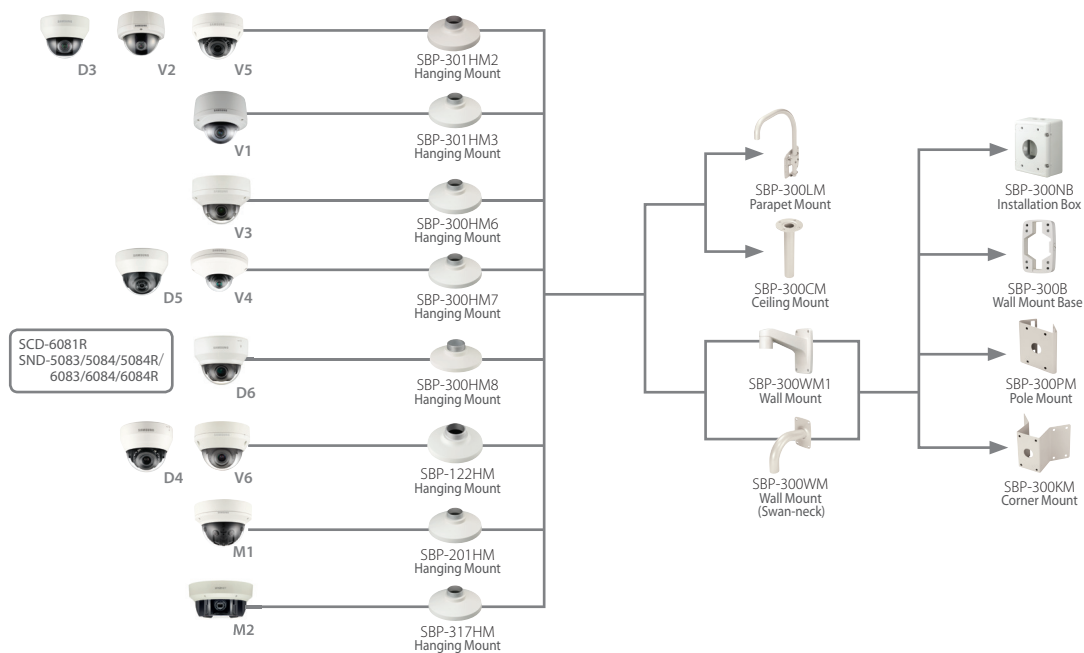 D3
V2
V5
SBP-301HM2
Hanging Mount
V1
SBP-301HM3
Hanging Mount
V3
SBP-300HM6
Hanging Mount
D5
V4
SBP-300HM7
Hanging Mount
SCD-6081R
SND-5083/5084/5084R/
6083/6084/6084R
D6
SBP-300HM8
Hanging Mount
D4
V6
SBP-122HM
Hanging Mount
M1
SBP-201HM
Hanging Mount
M2
SBP-317HM
Hanging Mount
SBP-300LM
Parapet Mount
SBP-300CM
Ceiling Mount
SBP-300WM1
Wall Mount
SBP-300WM
Wall Mount
(Swan-neck)
SBP-300NB
Installation Box
SBP-300B
Wall Mount Base
SBP-300PM
Pole Mount
SBP-300KM
Corner Mount